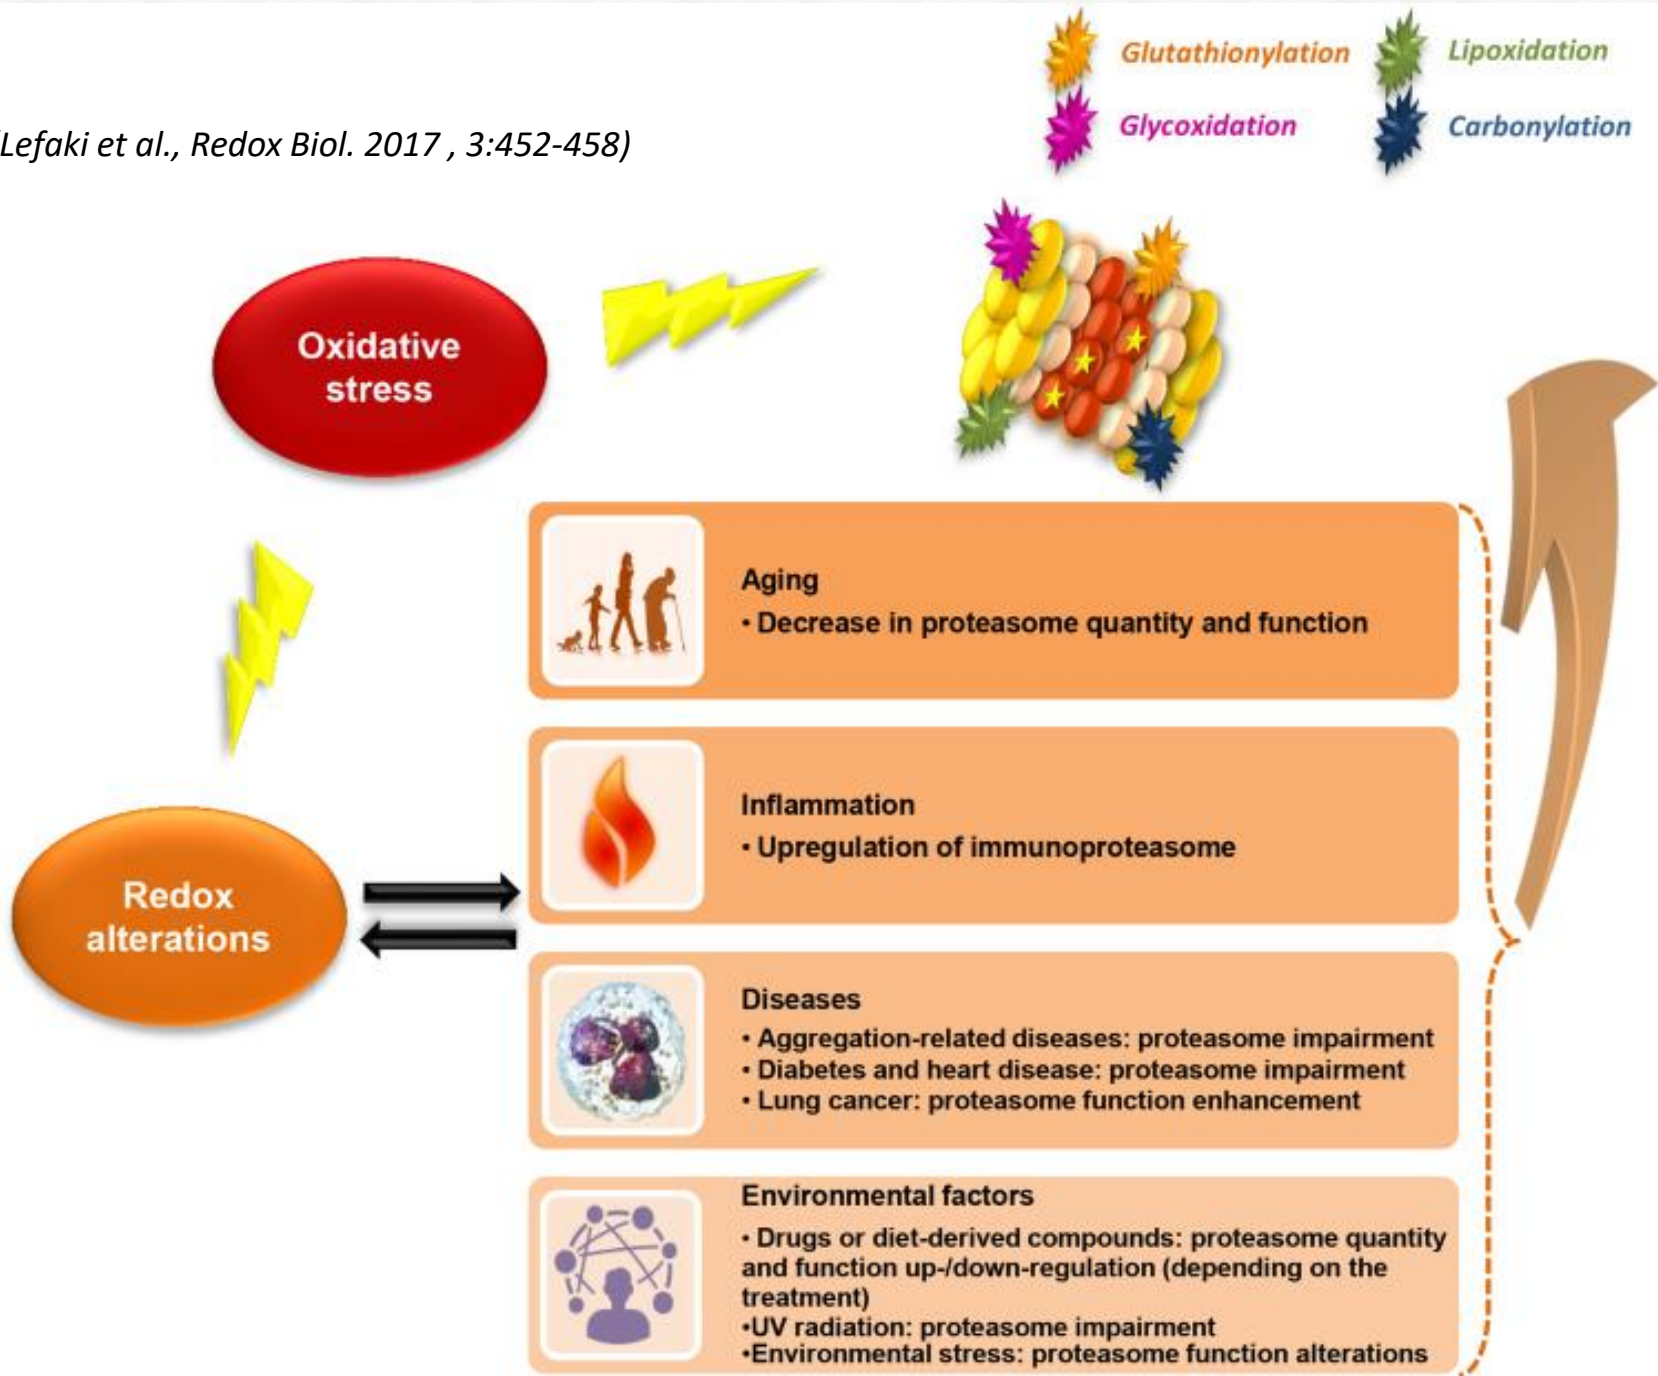 Glutathionylation
Lipoxidation
Glycoxidation
Carbonylation
Lefaki et al., Redox Biol. 2017 , 3:452-458)
Oxidative
stress
Aging
• Decrease in proteasome quantity and function
Inflammation
• Upregulation of immunoproteasome
Redox
alterations
Diseases
• Aggregation-related diseases: proteasome impairment
• Diabetes and heart disease: proteasome impairment
• Lung cancer: proteasome function enhancement
Environmental factors
• Drugs or diet-derived compounds: proteasome quantity
and function up-/down-regulation (depending on the
treatment)
•UV radiation: proteasome impairment
•Environmental stress: proteasome function alterations